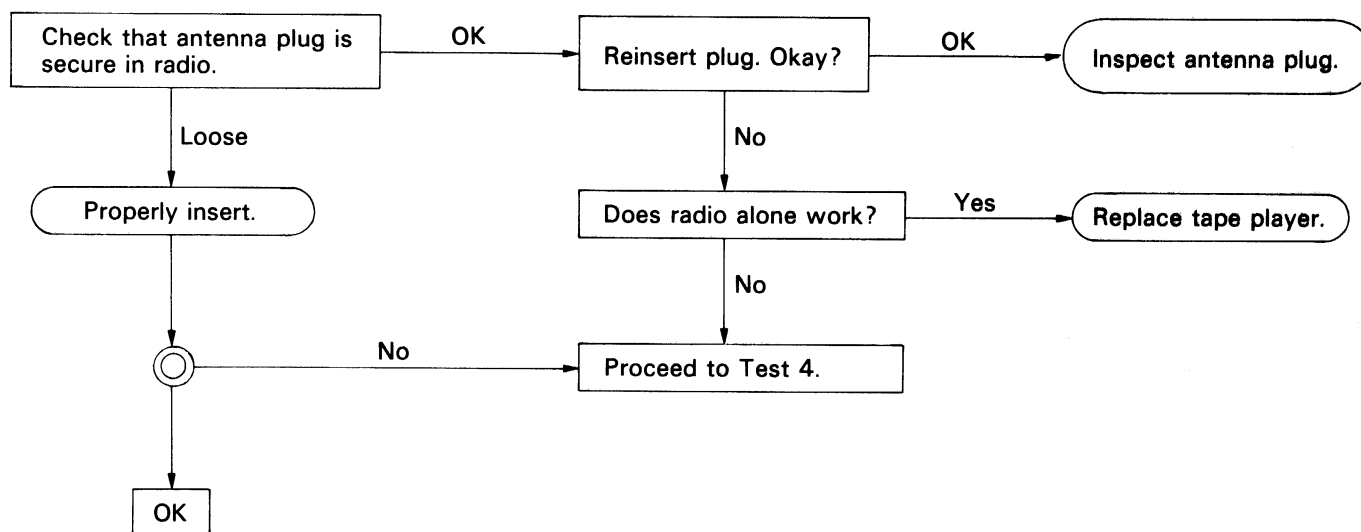 Check that antenna plug is
secure in radio.
OK
Reinsert plug. Okay?
OK
Inspect antenna plug.
Loose
No
Properly insert.
Does radio alone work?
Yes
Replace tape player.
No
No
Proceed to Test 4.
OK